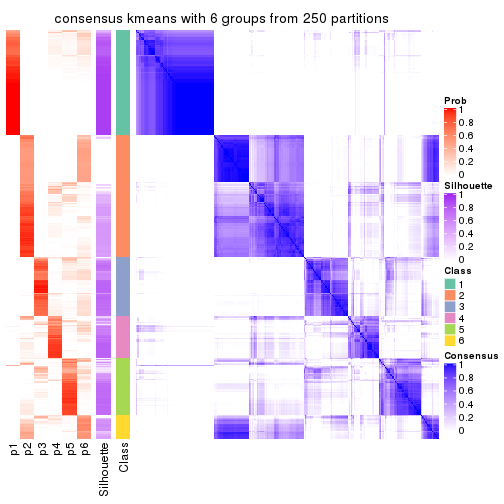 consensus kmeans with 6 groups from 250 partitions
Prob
1
0.8
0.6
0.4
0.2
0
Silhouette
1
0.8
0.6
0.4
0.2
0
Class
1
2
3
4
5
6
Consensus
1
0.8
0.6
0.4
0.2
0
p1
p2
p3
p4
p5
p6
Silhouette
Class